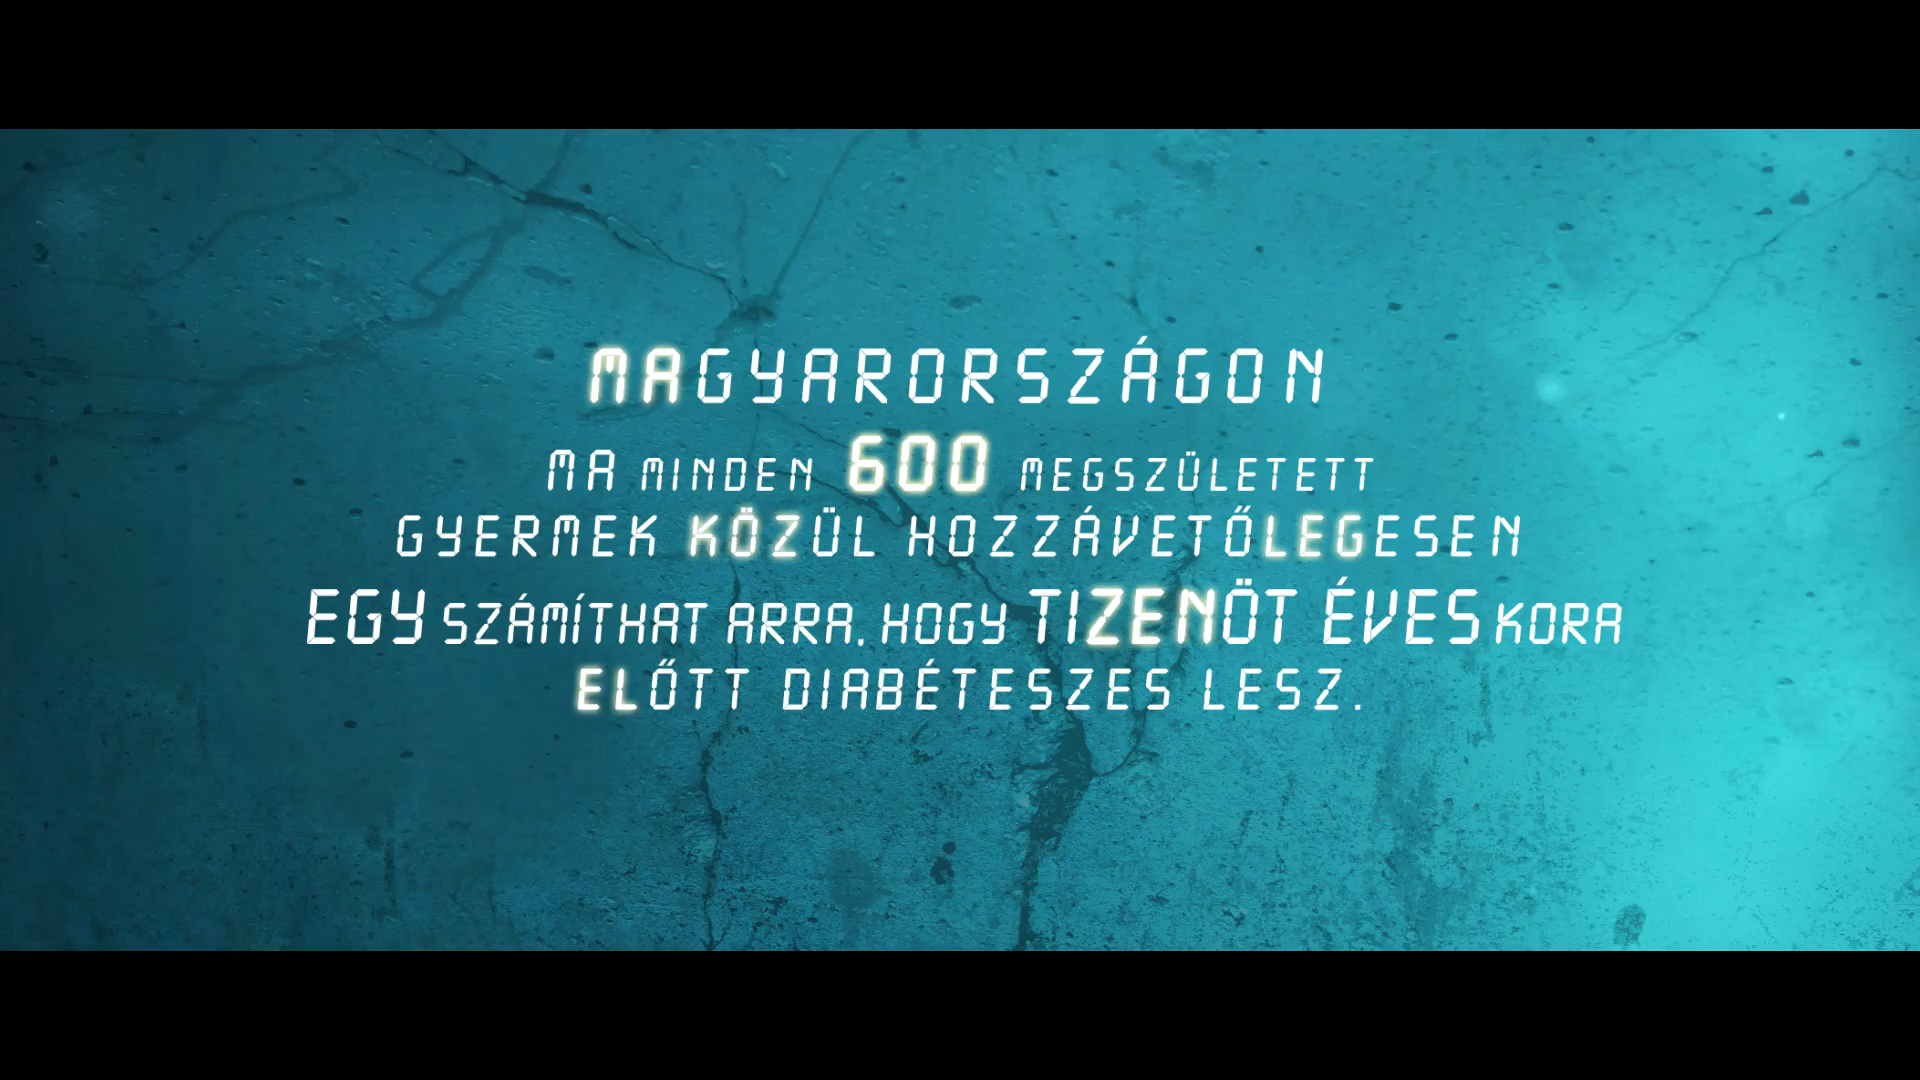 MAGYARORSZÁGON
MA MINDEN 600 MEGSZÜLETETT
GYERMEK KÖZÜL HOZZÁVETŐLEGESEN
EGY SZÁMÍTHAT ARRA, HOGY TIZENÖT ÉVES KORA
ELŐTT DIABÉTESZES LESZ.